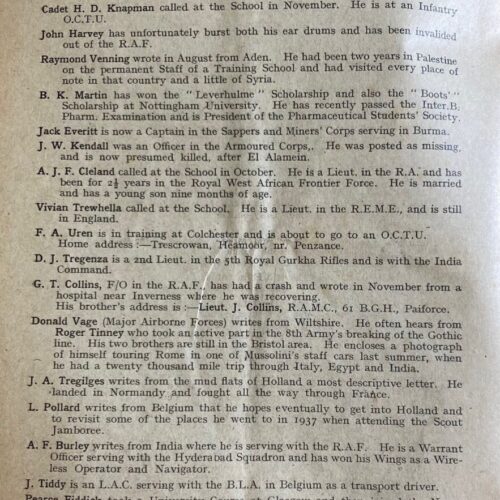 Cadet H. D. Knapman called at the School in November. He is at an Infantry
O.C.T.U.
John Harvey has unfortunately burst both his ear drums and has been invalided
out of the R.A.F.
Raymond Venning wrote in August from Aden. He had been two years in Palestine
on the permanent Staff of a Training School and had visited every place of
note in that country and a little of Syria.
B. K. Martin has won the " Leverhulme " Scholarship and also the " Boots'"
Scholarship at Nottingham University. He has recently passed the Inter.B.
Pharm. Examination and is President of the Pharmaceutical Students' Society.
Jack Everitt is now a Captain in the Sappers and Miners' Corps serving in Burma.
J. W. Kendall was an Officer in the Armoured Corps,. He was posted as missing,
and is now presumed killed, after El Alamein.
A. J. F. Cleland called at the School in October. He is a Lieut. in the R.A. and has
been for 2½ years in the Royal West African Frontier Force. He is married
and has a young son nine months of age.
Vivian Trewhella called at the School. He is a Lieut. in the R.E.M.E., and is still
in England.
F. A. Uren is in training at Colchester and is about to go to an O.C.T.U.
Home address :—Trescrowan, Heamoor, nr. Penzance.
D. J. Tregenza is a 2nd Lieut. in the 5th Royal Gurkha Rifles and is with the India
Command.
G. T. Collins, F/O in the R.A.F., has had a crash and wrote in November from a
hospital near Inverness where he was recovering.
His brother's address is :—Lieut. J. Collins, R.A.M.C., 61 B.G.H., Paiforce.
Donald Vage (Major Airborne Forces) writes from Wiltshire. He often hears from
Roger Tinney who took an active part in the 8th Army's breaking of the Gothic
line. His two brothers are still in the Bristol area. He encloses a photograph
of himself touring Rome in one of Mussolini's staff cars last summer, when
he had a twenty thousand mile trip through Italy, Egypt and India.
J. A. Tregilges writes from the mud flats of Holland a most descriptive letter. He
landed in Normandy and fought all the way through France.
L. Pollard writes from Belgium that he hopes eventually to get into Holland and
to revisit some of the places he went to in 1937 when attending the Scout
Jamboree.
A. F. Burley writes from India where he is serving with the R.A.F. He is a Warrant
Officer serving with the Hyderabad Squadron and has won his Wings as a Wire-
less Operator and Navigator.
J. Tiddy is an L.A.C. serving with the B.L.A. in Belgium as a transport driver.